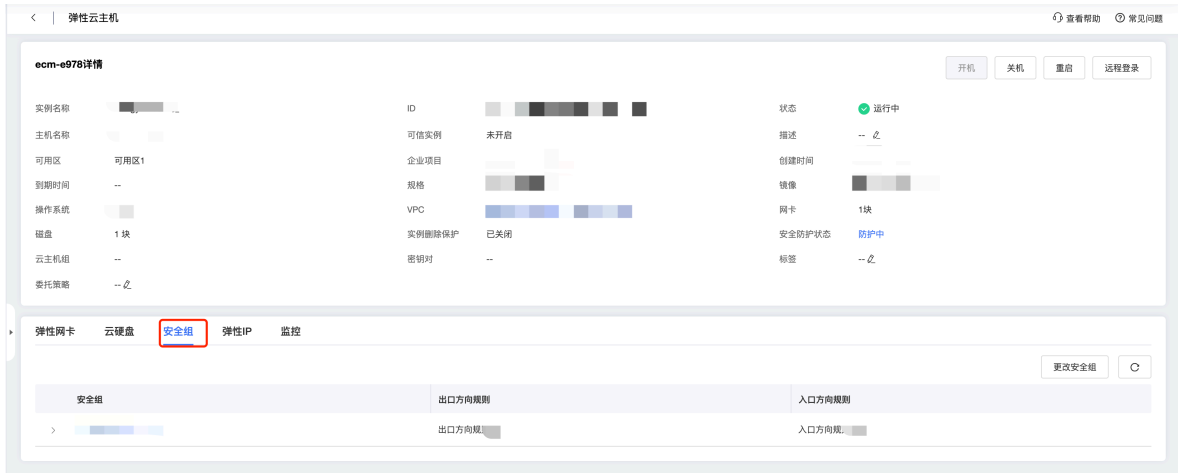 弹性云主机 查看帮助 常见问题
ecm-e978详情 开机 关机 重启 远程登录
实例名称 ID 状态 运行中
主机名称 可信实例 未开启 描述 --
可用区 可用区1 企业项目 创建时间
到期时间 -- 规格 镜像
操作系统 VPC 网卡 1块
磁盘 1 块 实例删除保护 已关闭 安全防护状态 防护中
云主机组 -- 密钥对 -- 标签 --
委托策略 --
弹性网卡 云硬盘 安全组 弹性IP 监控
更改安全组
安全组 出口方向规则 入口方向规则
出口方向规 入口方向规